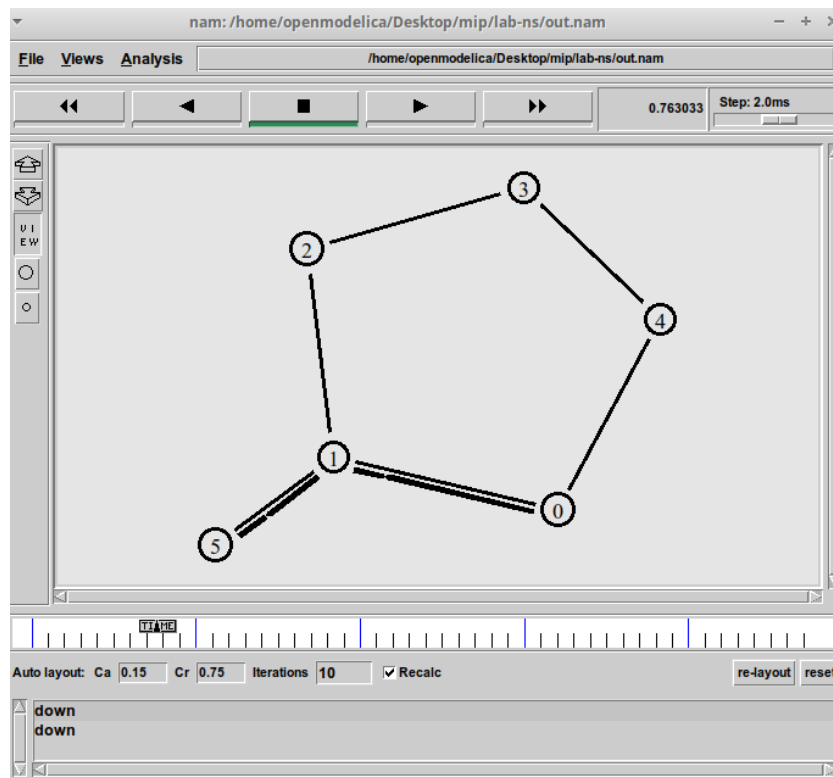 nam: /home/openmodelica/Desktop/mip/lab-ns/out.nam
File Views Analysis /home/openmodelica/Desktop/mip/lab-ns/out.nam
0.763033 Step: 2.0ms
V I
E W
3
2
4
1
0
5
TIME
Auto layout: Ca 0.15 Cr 0.75 Iterations 10 Recalc re-layout reset
down
down